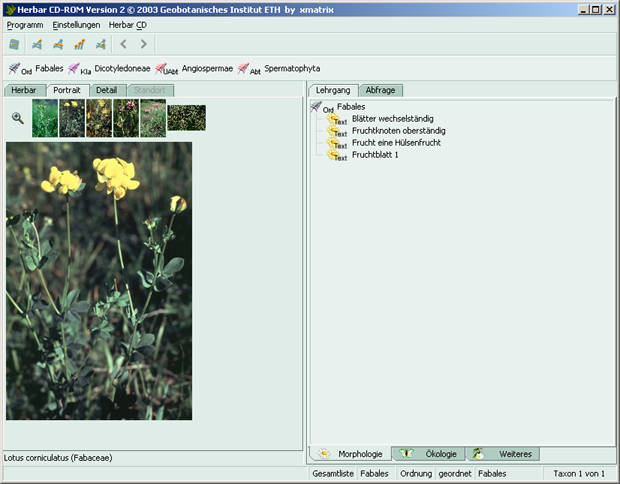 Herbar CD-ROM Version 2 © 2003 Geobotanisches Institut ETH by xmatrix
Programm Einstellungen Herbar CD
Ord Fabales Kla Dicotyledoneae UAbt Angiospermae Abt Spermatophyta
Herbar Portrait Detail Standort
Lehrgang Abfrage
Ord Fabales
Text Blätter wechselständig
Text Fruchtknoten oberständig
Text Frucht eine Hülsenfrucht
Text Fruchtblatt 1
Morphologie Ökologie Weiteres
Lotus corniculatus (Fabaceae)
Gesamtliste Fabales Ordnung geordnet Fabales Taxon 1 von 1